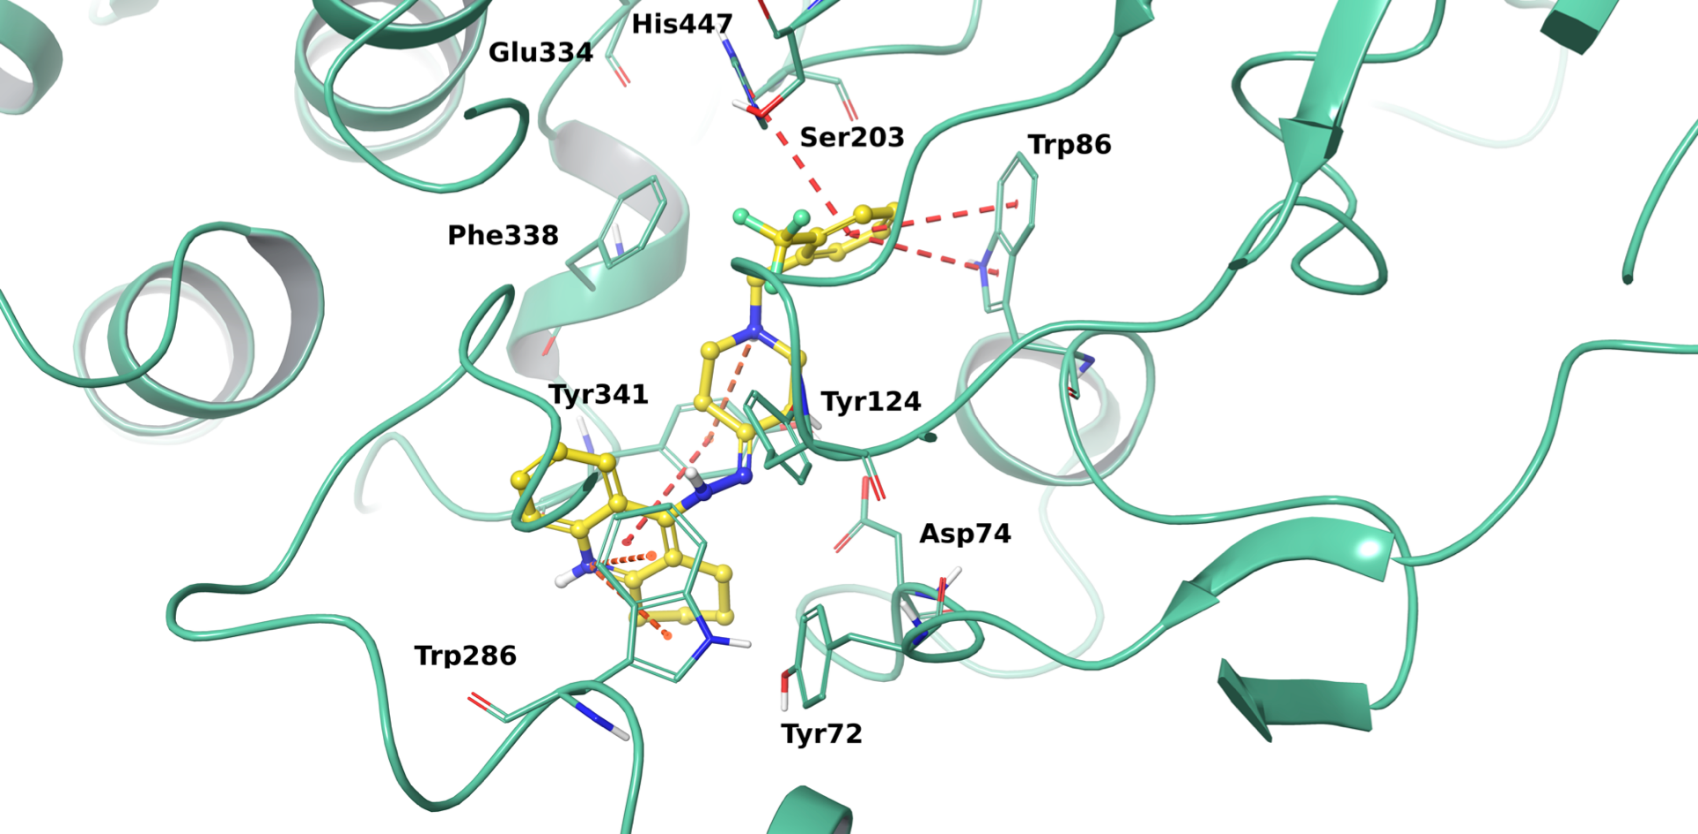 His447
Glu334
Ser203
Trp86
Phe338
Tyr341
Tyr124
Asp74
Trp286
Tyr72